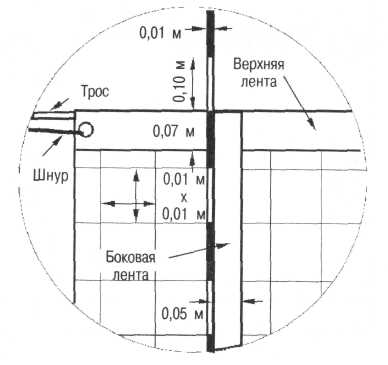 0,01 м
0,10 м
Верхняя
лента
Трос
0,07 м
Шнур
0,01 м
х
0,01 м
Боковая
лента
0,05 м